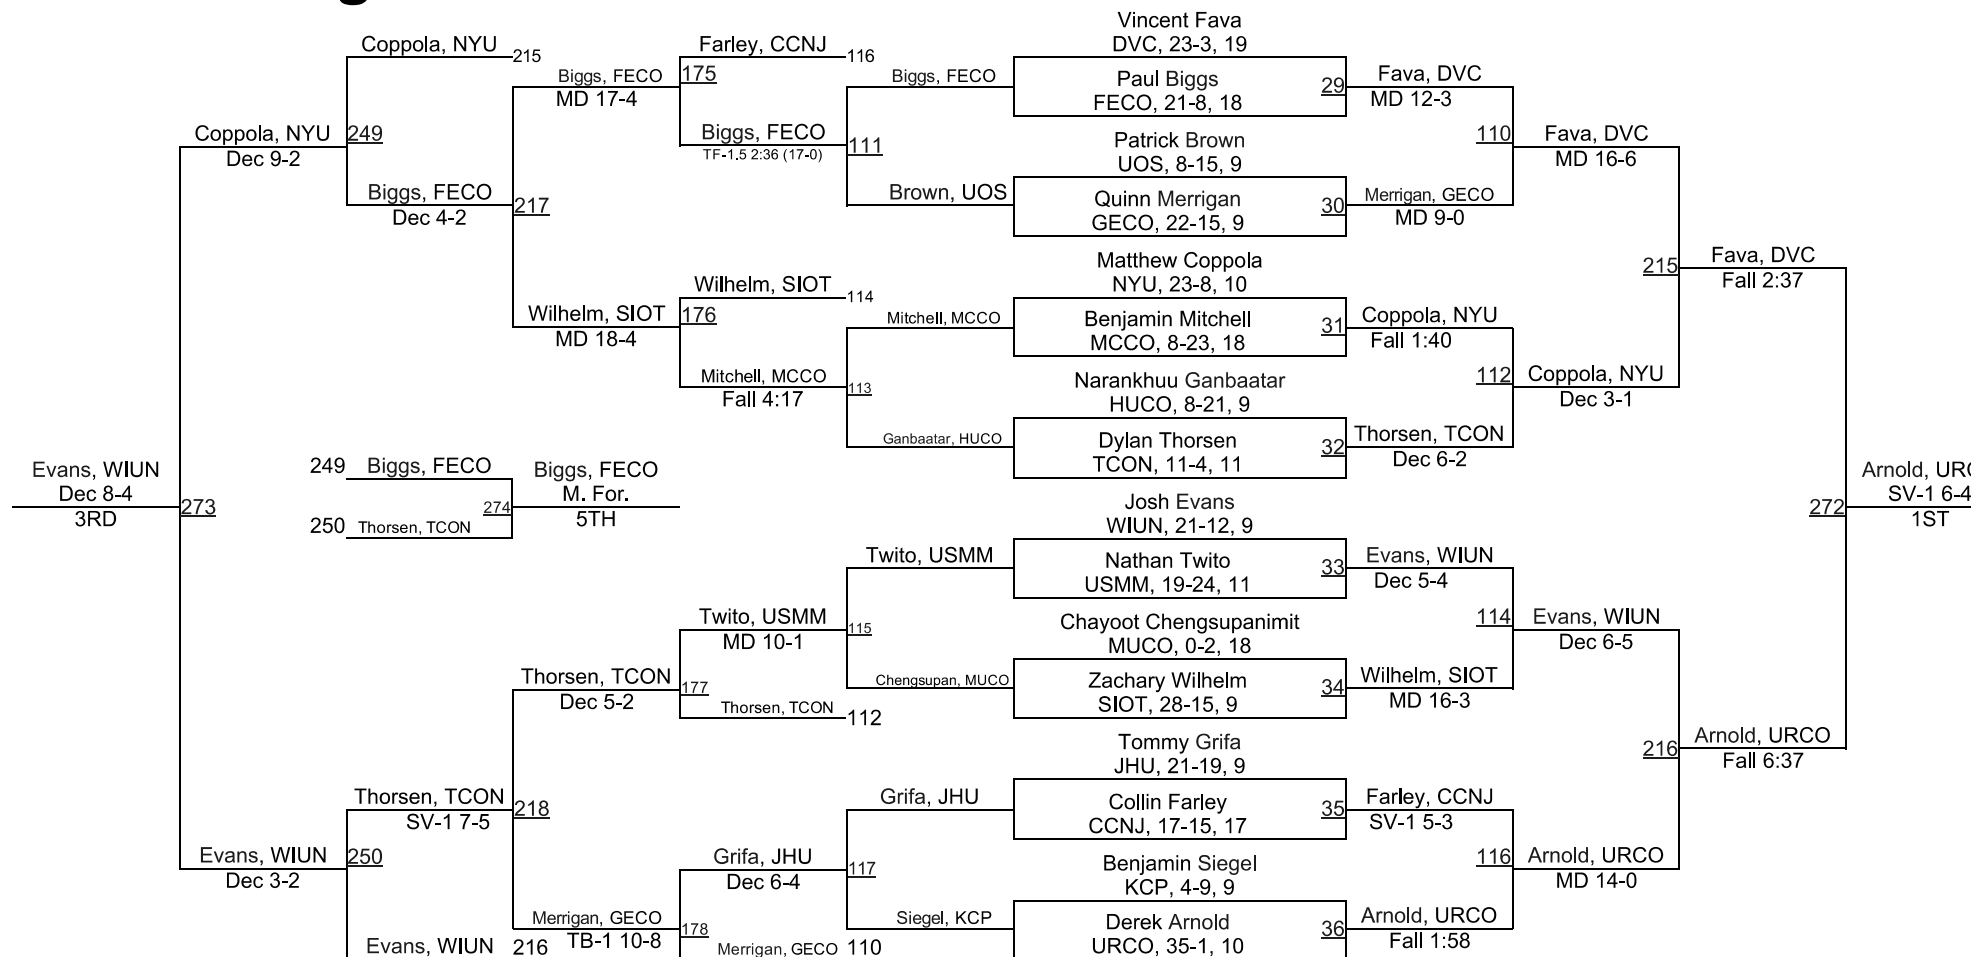 Vincent Fava
Coppola, NYU 215 Farley, CCNJ 116 DVC, 23-3, 19
Biggs, FECO 175 Biggs, FECO Paul Biggs 29 Fava, DVC
MD 17-4 FECO, 21-8, 18 MD 12-3
Coppola, NYU 249 Biggs, FECO 111 Patrick Brown 110 Fava, DVC
Dec 9-2 TF-1.5 2:36 (17-0) UOS, 8-15, 9 MD 16-6
Biggs, FECO 217 Brown, UOS Quinn Merrigan 30 Merrigan, GECO
Dec 4-2 GECO, 22-15, 9 MD 9-0
Matthew Coppola 215 Fava, DVC
Wilhelm, SIOT 114 NYU, 23-8, 10 Fall 2:37
Wilhelm, SIOT 176 Mitchell, MCCO Benjamin Mitchell 31 Coppola, NYU
MD 18-4 MCCO, 8-23, 18 Fall 1:40
Mitchell, MCCO 113 Narankhuu Ganbaatar 112 Coppola, NYU
Fall 4:17 HUCO, 8-21, 9 Dec 3-1
Ganbaatar, HUCO Dylan Thorsen 32 Thorsen, TCON
TCON, 11-4, 11 Dec 6-2
Evans, WIUN 249 Biggs, FECO Biggs, FECO
Dec 8-4 273 274 M. For. Josh Evans 272 SV-1 6-4
3RD 250 Thorsen, TCON 5TH WIUN, 21-12, 9 1ST
Twito, USMM Nathan Twito 33 Evans, WIUN
USMM, 19-24, 11 Dec 5-4
Twito, USMM 115 Chayoot Chengsupanimit 114 Evans, WIUN
MD 10-1 MUCO, 0-2, 18 Dec 6-5
Thorsen, TCON 177 Chengsupan, MUCO Zachary Wilhelm 34 Wilhelm, SIOT
Dec 5-2 Thorsen, TCON 112 SIOT, 28-15, 9 MD 16-3
Tommy Grifa 216 Arnold, URCO
JHU, 21-19, 9 Fall 6:37
Thorsen, TCON 218 Grifa, JHU Collin Farley 35 Farley, CCNJ
SV-1 7-5 CCNJ, 17-15, 17 SV-1 5-3
Evans, WIUN 250 Grifa, JHU 117 Benjamin Siegel 116 Arnold, URCO
Dec 3-2 Dec 6-4 KCP, 4-9, 9 MD 14-0
Merrigan, GECO 178 Siegel, KCP Derek Arnold 36 Arnold, URCO
Evans, WIUN 216 TB-1 10-8 Merrigan, GECO 110 URCO, 35-1, 10 Fall 1:58